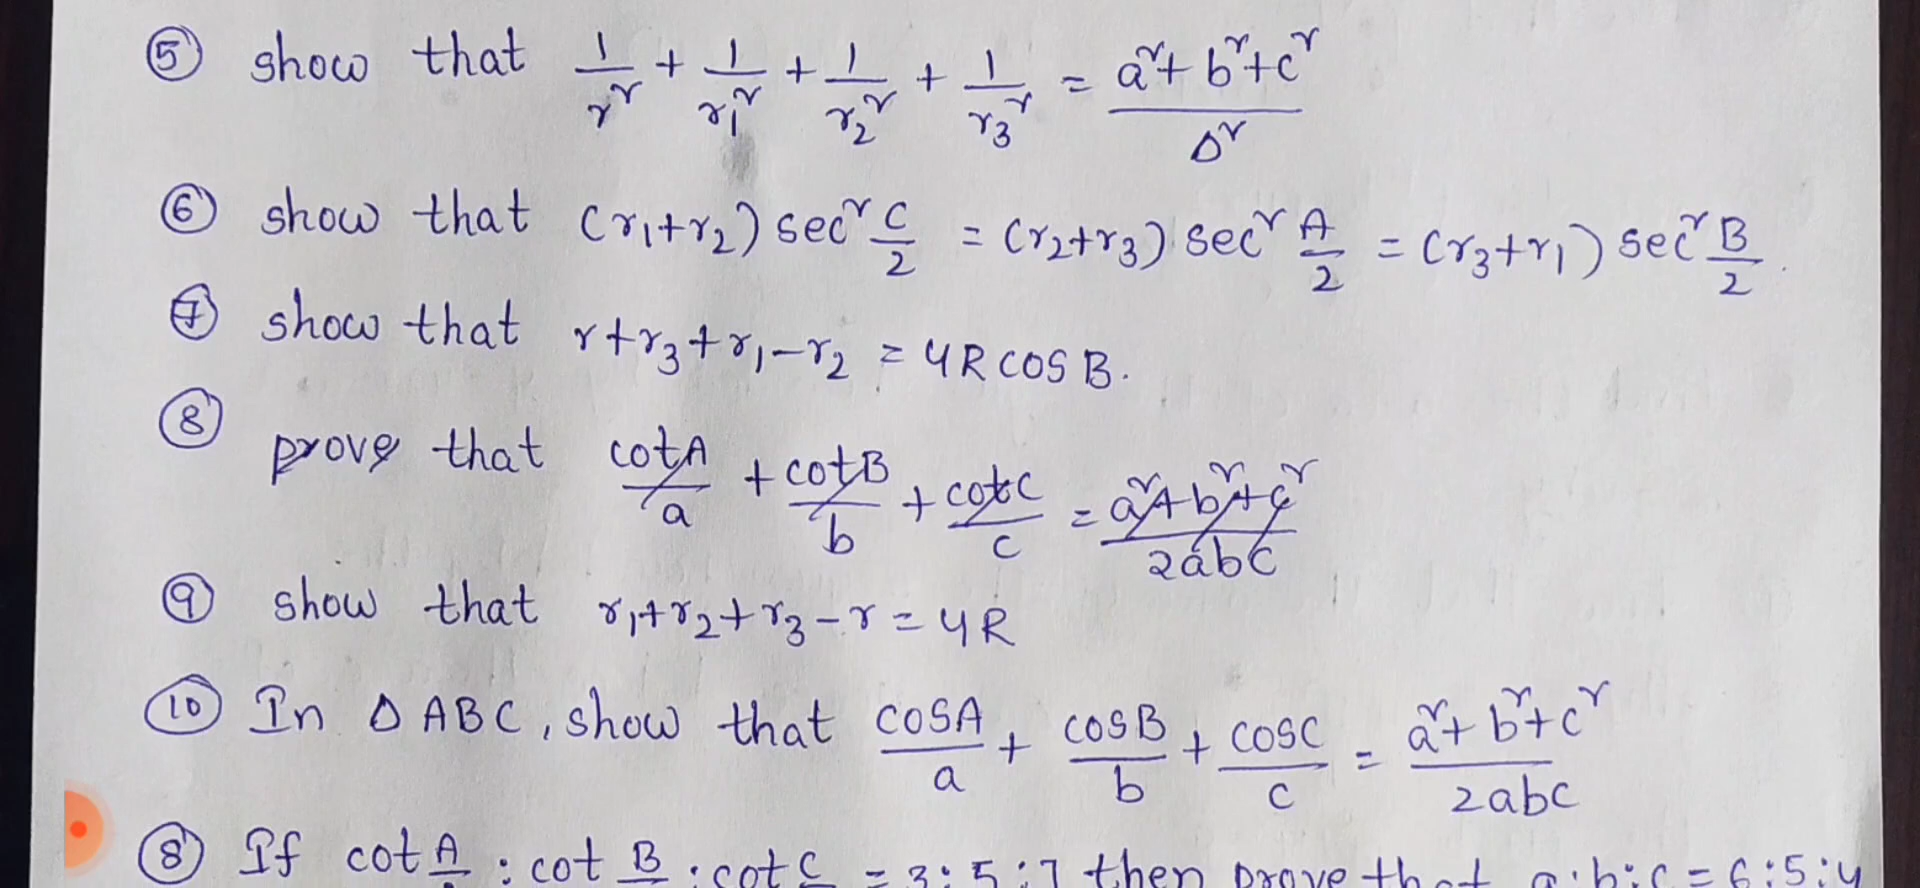 ⑤ show that 1/r² + 1/r₁² + 1/r₂² + 1/r₃² = (a²+b²+c²)/Δ²
⑥ show that (r₁+r₂) sec² C/2 = (r₂+r₃) sec² A/2 = (r₃+r₁) sec² B/2.
⑦ show that r+r₃+r₁-r₂ = 4R cos B.
⑧ prove that cotA/a + cotB/b + cotC/c = (a²+b²+c²)/2abc
⑨ show that r₁+r₂+r₃-r = 4R
⑩ In Δ ABC, show that cosA/a + cosB/b + cosC/c = (a²+b²+c²)/2abc
⑧ If cot A : cot B : cot C = 3:5:7 then prove that a:b:c = 6:5:4